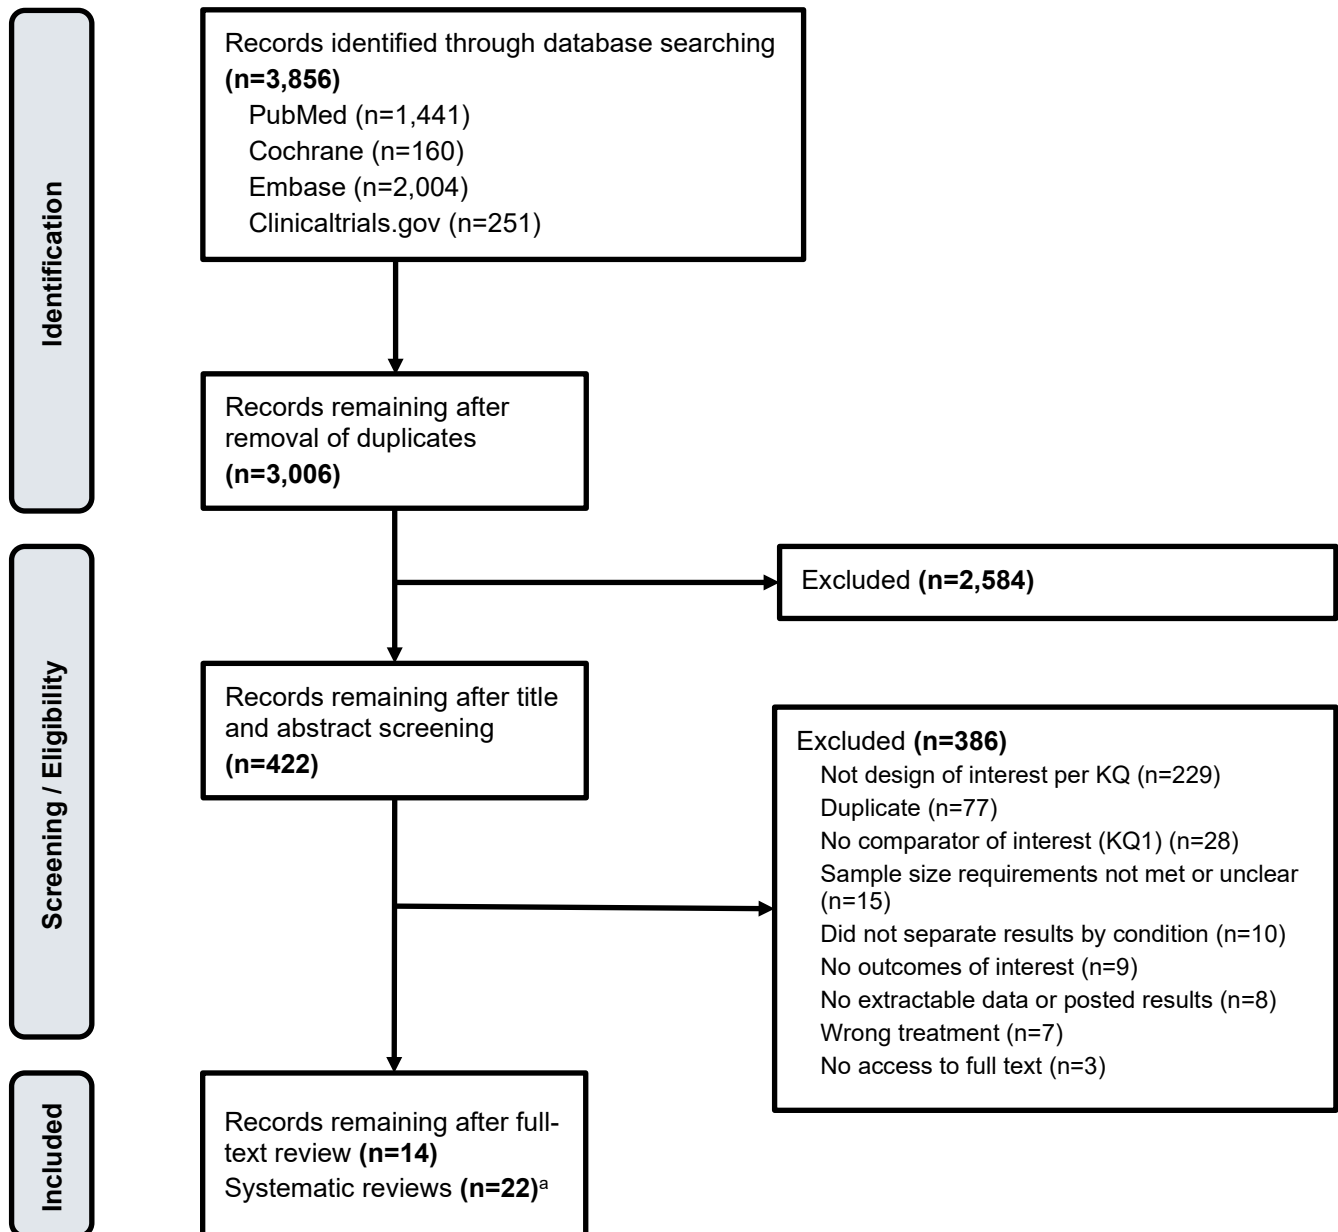 Identification
Records identified through database searching
(n=3,856)
PubMed (n=1,441)
Cochrane (n=160)
Embase (n=2,004)
Clinicaltrials.gov (n=251)
Records remaining after
removal of duplicates
(n=3,006)
Screening / Eligibility
Excluded (n=2,584)
Records remaining after title
and abstract screening
(n=422)
Excluded (n=386)
Not design of interest per KQ (n=229)
Duplicate (n=77)
No comparator of interest (KQ1) (n=28)
Sample size requirements not met or unclear
(n=15)
Did not separate results by condition (n=10)
No outcomes of interest (n=9)
No extractable data or posted results (n=8)
Wrong treatment (n=7)
No access to full text (n=3)
Included
Records remaining after full-
text review (n=14)
Systematic reviews (n=22)ᵃ